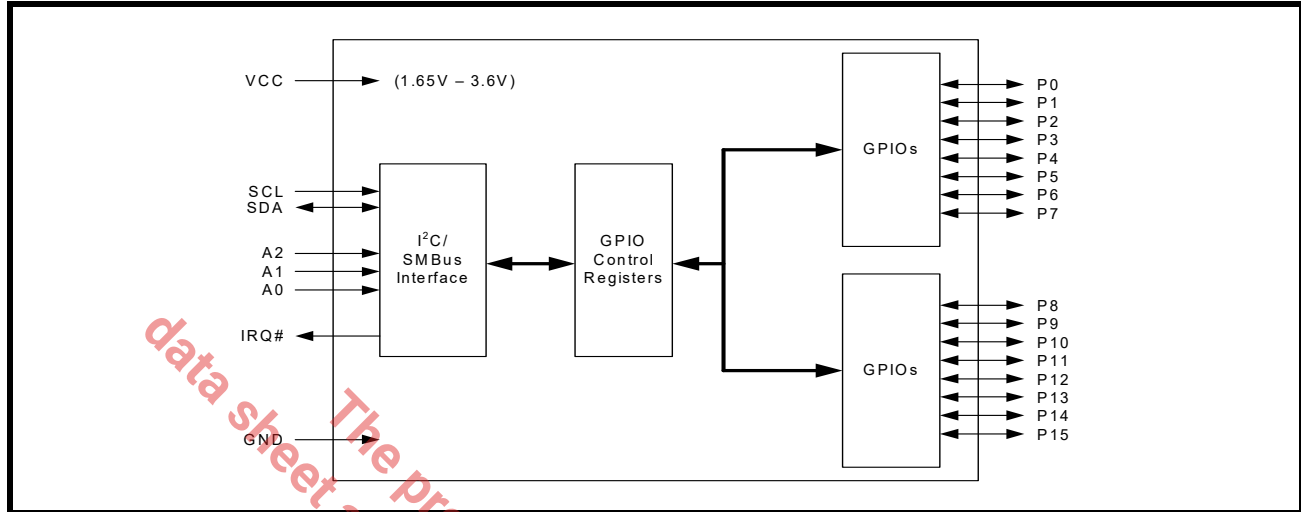 VCC
(1.65V – 3.6V)
SCL
SDA
A2
A1
A0
IRQ#
GND
I²C/
SMBus
Interface
GPIO
Control
Registers
GPIOs
P0
P1
P2
P3
P4
P5
P6
P7
GPIOs
P8
P9
P10
P11
P12
P13
P14
P15
data sheet
The